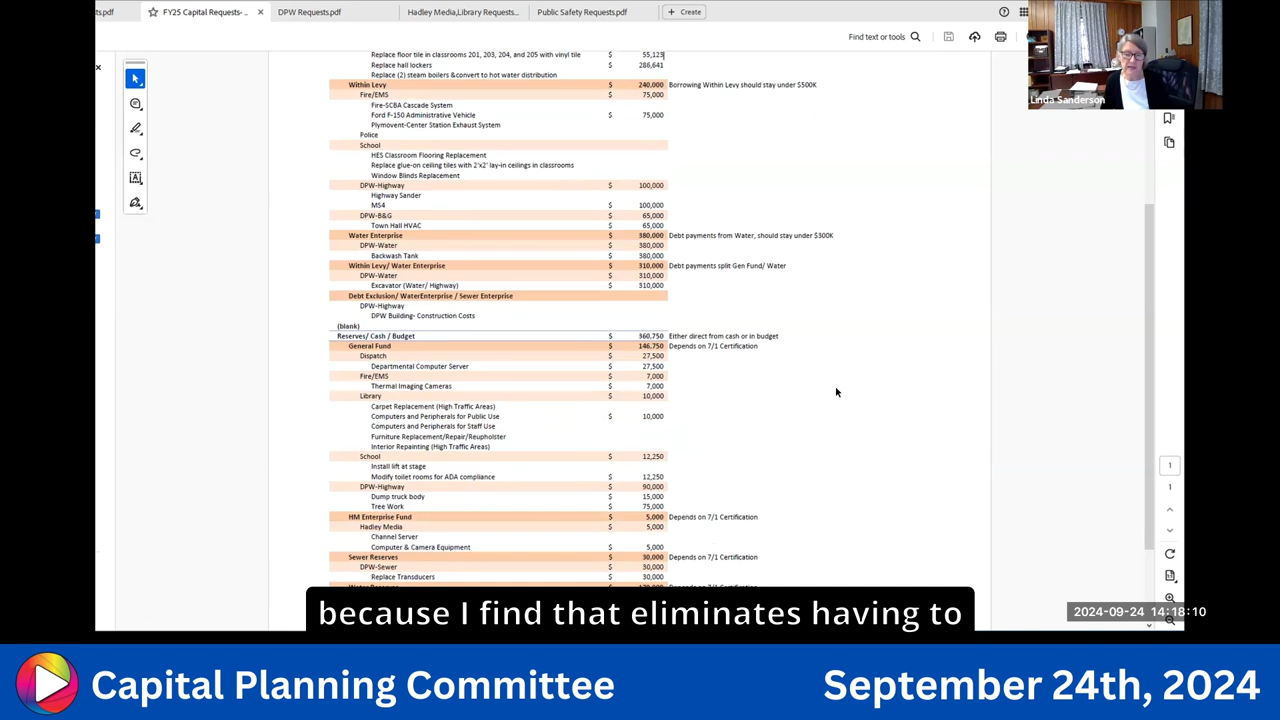 s.pdf FY25 Capital Requests-... DPW Requests.pdf Hadley Media,Library Requests... Public Safety Requests.pdf Create
Find text or tools
Linda Sanderson
Replace floor tile in classrooms 201, 203, 204, and 205 with vinyl tile 55,125
Replace hall lockers 286,641
Replace (2) steam boilers &convert to hot water distribution
Within Levy $ 240,000 Borrowing Within Levy should stay under $500K
Fire/EMS $ 75,000
Fire-SCBA Cascade System
Ford F-150 Administrative Vehicle $ 75,000
Plymovent-Center Station Exhaust System
Police
School
HES Classroom Flooring Replacement
Replace glue-on ceiling tiles with 2'x2' lay-in ceilings in classrooms
Window Blinds Replacement
DPW-Highway $ 100,000
Highway Sander
MS4 $ 100,000
DPW-B&G $ 65,000
Town Hall HVAC $ 65,000
Water Enterprise $ 380,000 Debt payments from Water, should stay under $300K
DPW-Water $ 380,000
Backwash Tank $ 380,000
Within Levy/ Water Enterprise $ 310,000 Debt payments split Gen Fund/ Water
DPW-Water $ 310,000
Excavator (Water/ Highway) $ 310,000
Debt Exclusion/ WaterEnterprise / Sewer Enterprise
DPW-Highway
DPW Building- Construction Costs
(blank)
Reserves/ Cash / Budget $ 360,750 Either direct from cash or in budget
General Fund $ 146,750 Depends on 7/1 Certification
Dispatch $ 27,500
Departmental Computer Server $ 27,500
Fire/EMS $ 7,000
Thermal Imaging Cameras $ 7,000
Library $ 10,000
Carpet Replacement (High Traffic Areas)
Computers and Peripherals for Public Use $ 10,000
Computers and Peripherals for Staff Use
Furniture Replacement/Repair/Reupholster
Interior Repainting (High Traffic Areas)
School $ 12,250
Install lift at stage
Modify toilet rooms for ADA compliance $ 12,250
DPW-Highway $ 90,000
Dump truck body $ 15,000
Tree Work $ 75,000
HM Enterprise Fund $ 5,000 Depends on 7/1 Certification
Hadley Media $ 5,000
Channel Server
Computer & Camera Equipment $ 5,000
Sewer Reserves $ 30,000 Depends on 7/1 Certification
DPW-Sewer $ 30,000
Replace Transducers $ 30,000
1
1
because I find that eliminates having to
2024-09-24 14:18:10
Capital Planning Committee September 24th, 2024